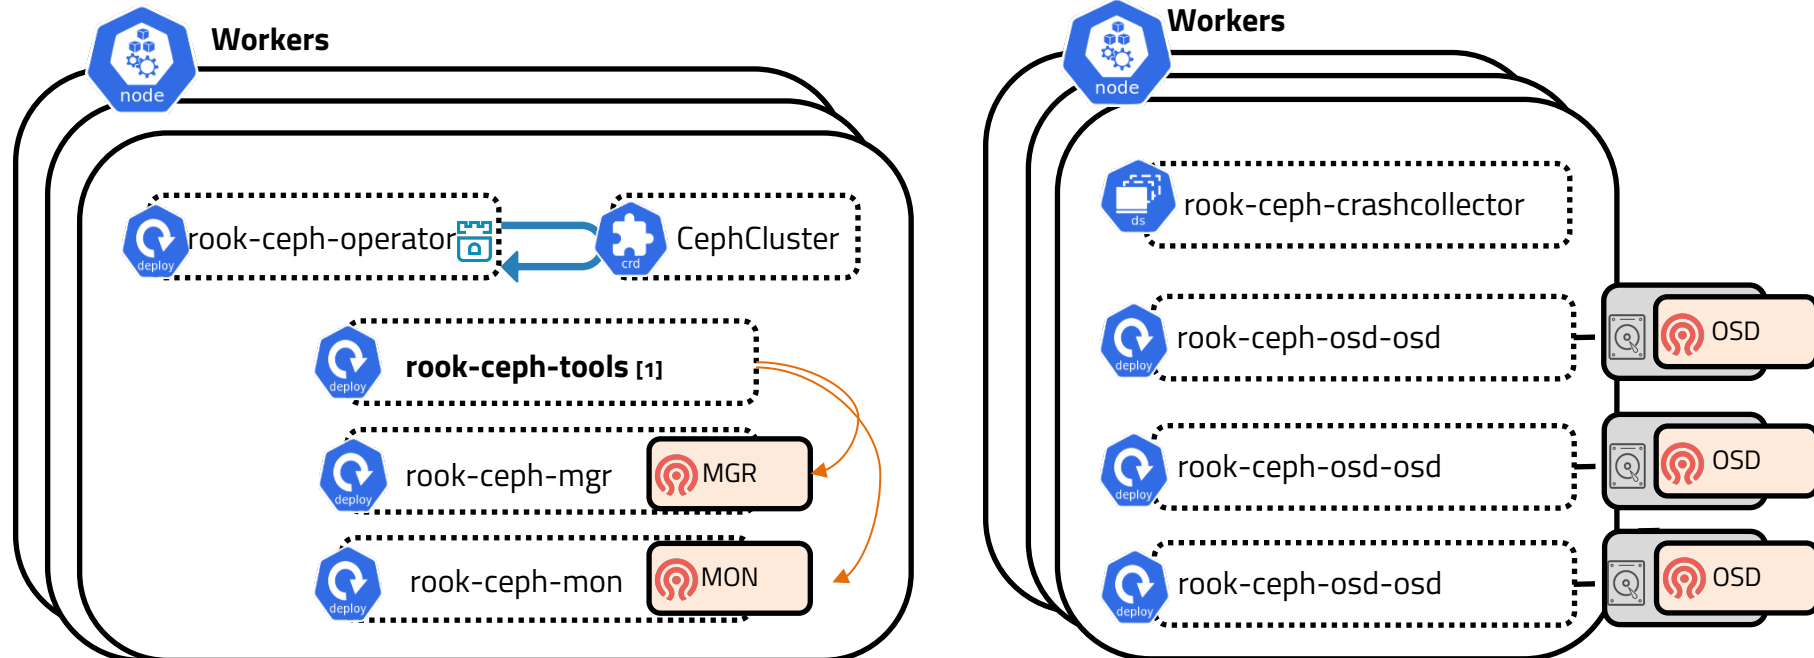 Workers
node
rook-ceph-operator
deploy
CephCluster
crd
rook-ceph-tools [1]
deploy
rook-ceph-mgr
deploy
MGR
rook-ceph-mon
deploy
MON
Workers
node
rook-ceph-crashcollector
ds
rook-ceph-osd-osd
deploy
OSD
rook-ceph-osd-osd
deploy
OSD
rook-ceph-osd-osd
deploy
OSD